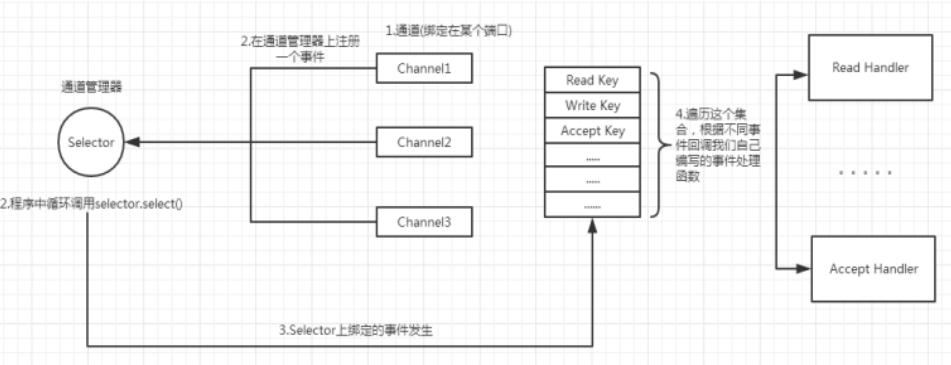 1.通道(绑定在某个端口)
2.在通道管理器上注册
一个事件
Channel1
通道管理器
Selector
Channel2
2.程序中循环调用selector.select()
Channel3
3.Selector上绑定的事件发生
Read Key
Write Key
Accept Key
.....
.....
......
4.遍历这个集
合，根据不同事
件回调我们自己
编写的事件处理
函数
Read Handler
.....
Accept Handler